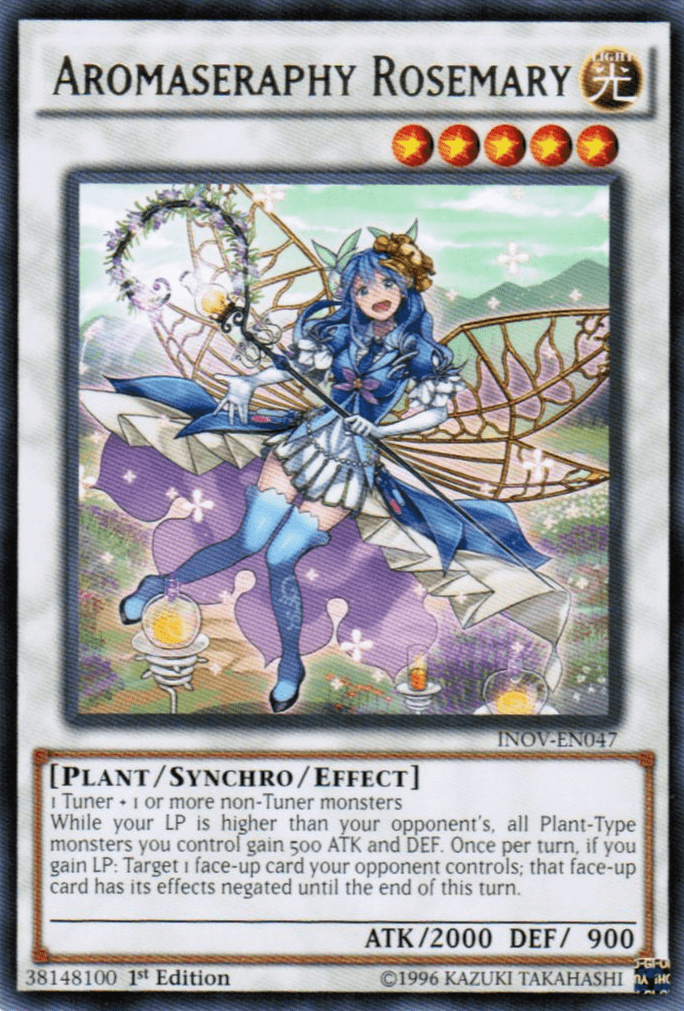 AROMASERAPHY ROSEMARY
LIGHT
光
INOV-EN047
[PLANT/SYNCHRO/EFFECT]
1 Tuner + 1 or more non-Tuner monsters
While your LP is higher than your opponent's, all Plant-Type
monsters you control gain 500 ATK and DEF. Once per turn, if you
gain LP: Target 1 face-up card your opponent controls; that face-up
card has its effects negated until the end of this turn.
ATK/2000 DEF/ 900
38148100 1st Edition ©1996 KAZUKI TAKAHASHI